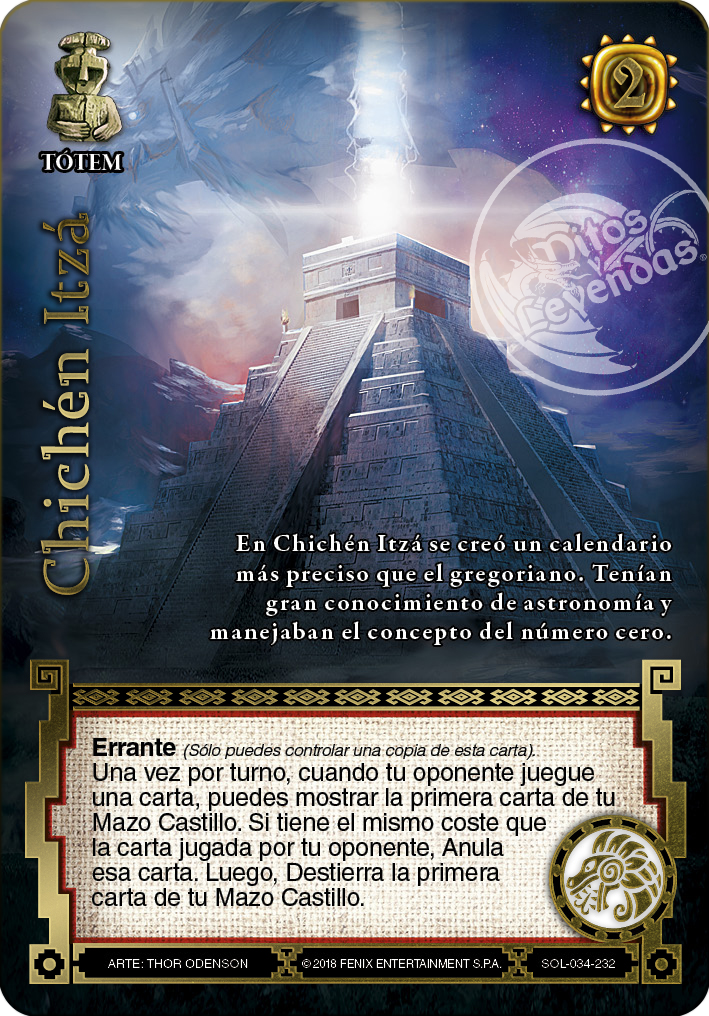 TÓTEM
2
Mitos
y
Leyendas®
Chichén Itzá
En Chichén Itzá se creó un calendario
más preciso que el gregoriano. Tenían
gran conocimiento de astronomía y
manejaban el concepto del número cero.
Errante (Sólo puedes controlar una copia de esta carta).
Una vez por turno, cuando tu oponente juegue
una carta, puedes mostrar la primera carta de tu
Mazo Castillo. Si tiene el mismo coste que
la carta jugada por tu oponente, Anula
esa carta. Luego, Destierra la primera
carta de tu Mazo Castillo.
ARTE: THOR ODENSON
©2018 FENIX ENTERTAINMENT S.P.A.
SOL-034-232